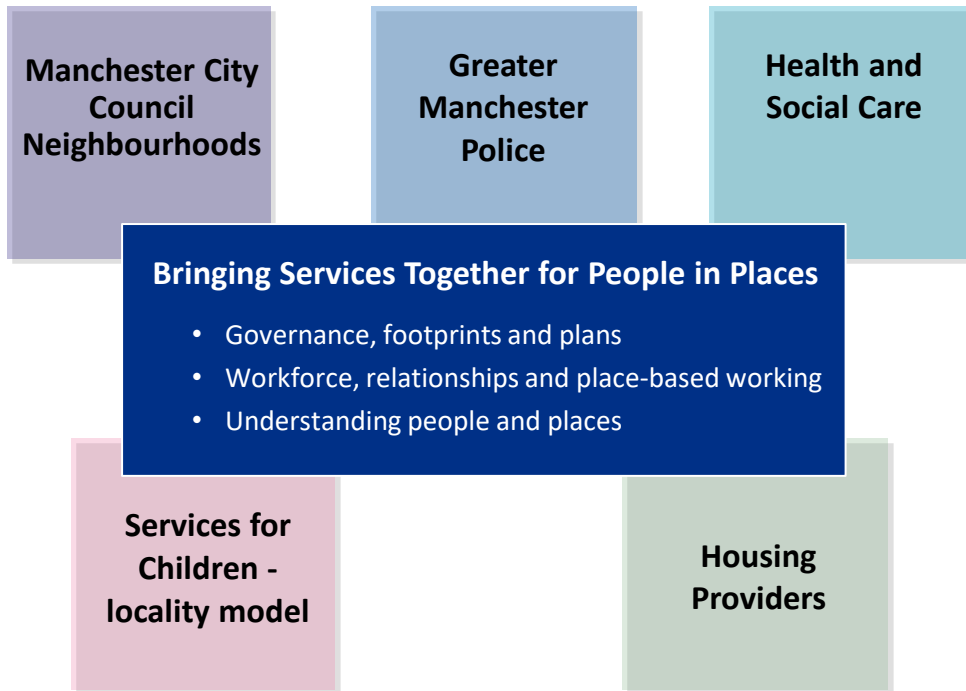 Manchester City
Council
Neighbourhoods
Greater
Manchester
Police
Health and
Social Care
Bringing Services Together for People in Places
• Governance, footprints and plans
• Workforce, relationships and place-based working
• Understanding people and places
Services for
Children -
locality model
Housing
Providers